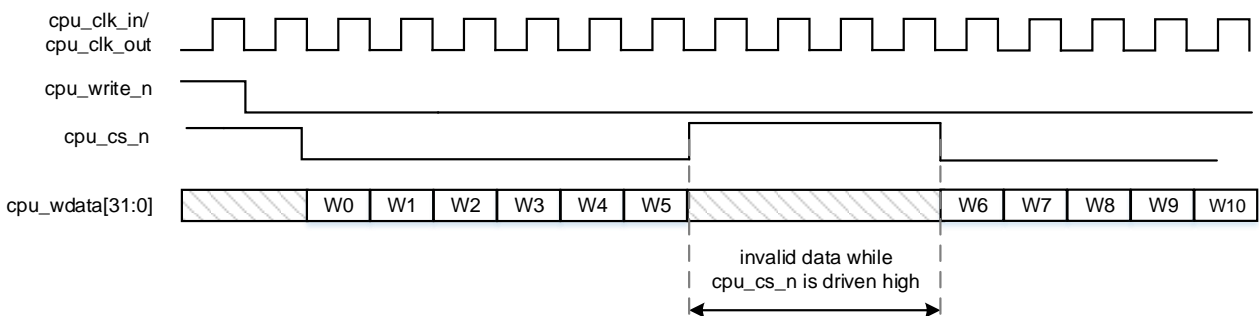 cpu_clk_in/
cpu_clk_out
cpu_write_n
cpu_cs_n
cpu_wdata[31:0] W0 W1 W2 W3 W4 W5 W6 W7 W8 W9 W10
invalid data while
cpu_cs_n is driven high